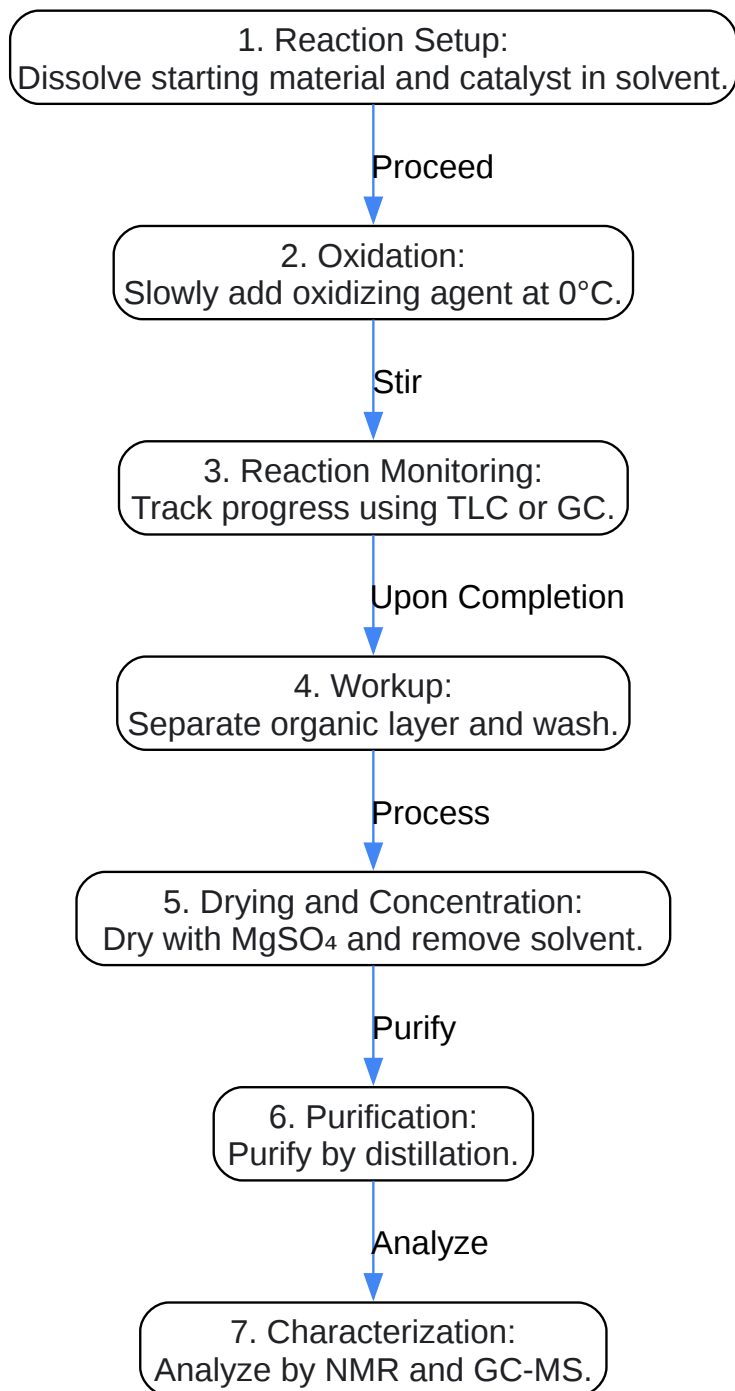 1. Reaction Setup:
Dissolve starting material and catalyst in solvent.
Proceed
2. Oxidation:
Slowly add oxidizing agent at 0°C.
Stir
3. Reaction Monitoring:
Track progress using TLC or GC.
Upon Completion
4. Workup:
Separate organic layer and wash.
Process
5. Drying and Concentration:
Dry with MgSO₄ and remove solvent.
Purify
6. Purification:
Purify by distillation.
Analyze
7. Characterization:
Analyze by NMR and GC-MS.